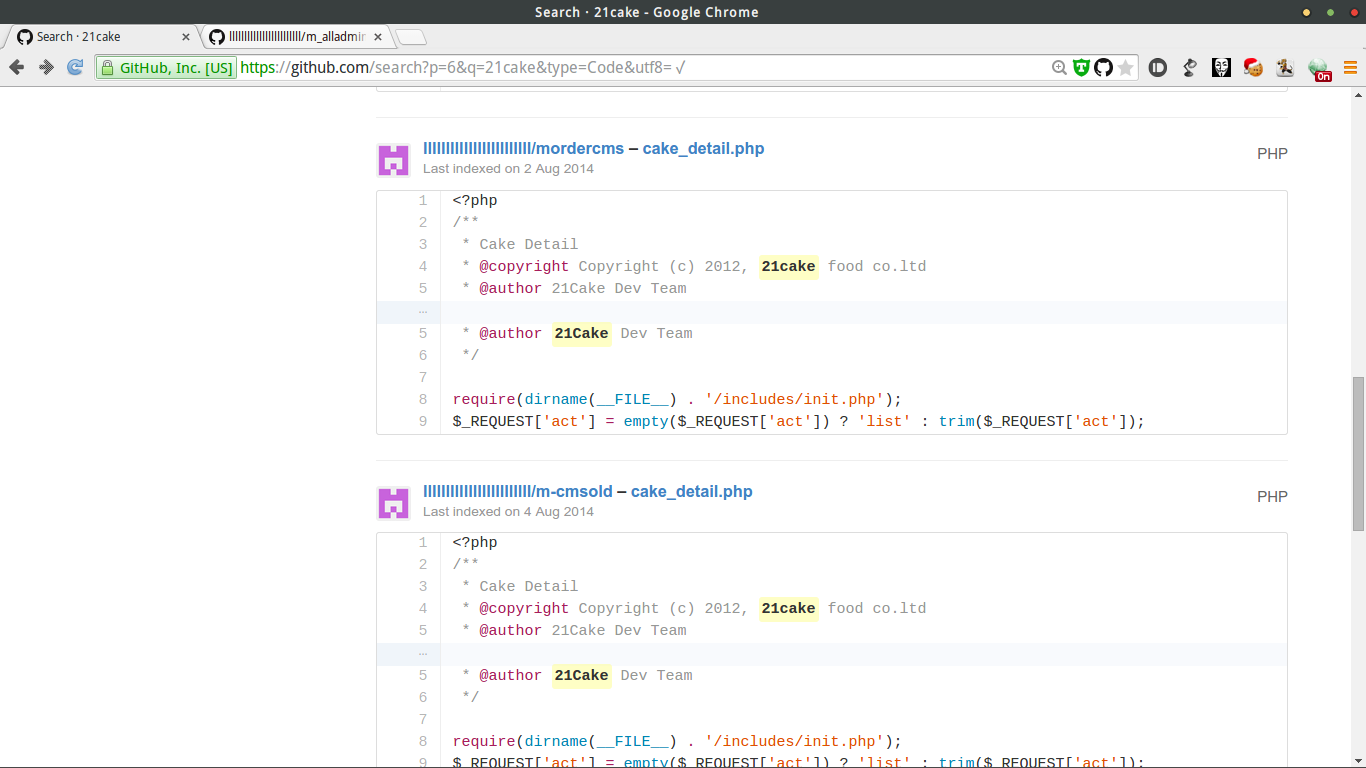 Search · 21cake - Google Chrome
Search · 21cake × llllllllllllllllllllllll/m_alladmin ×
GitHub, Inc. [US] https://github.com/search?p=6&q=21cake&type=Code&utf8=✓
On
llllllllllllllllllllllll/mordercms – cake_detail.php
PHP
Last indexed on 2 Aug 2014
1 <?php
2 /**
3 * Cake Detail
4 * @copyright Copyright (c) 2012, 21cake food co.ltd
5 * @author 21Cake Dev Team
…
5 * @author 21Cake Dev Team
6 */
7
8 require(dirname(__FILE__) . '/includes/init.php');
9 $_REQUEST['act'] = empty($_REQUEST['act']) ? 'list' : trim($_REQUEST['act']);
llllllllllllllllllllllll/m-cmsold – cake_detail.php
PHP
Last indexed on 4 Aug 2014
1 <?php
2 /**
3 * Cake Detail
4 * @copyright Copyright (c) 2012, 21cake food co.ltd
5 * @author 21Cake Dev Team
…
5 * @author 21Cake Dev Team
6 */
7
8 require(dirname(__FILE__) . '/includes/init.php');
9 $_REQUEST['act'] = empty($_REQUEST['act']) ? 'list' : trim($_REQUEST['act']);